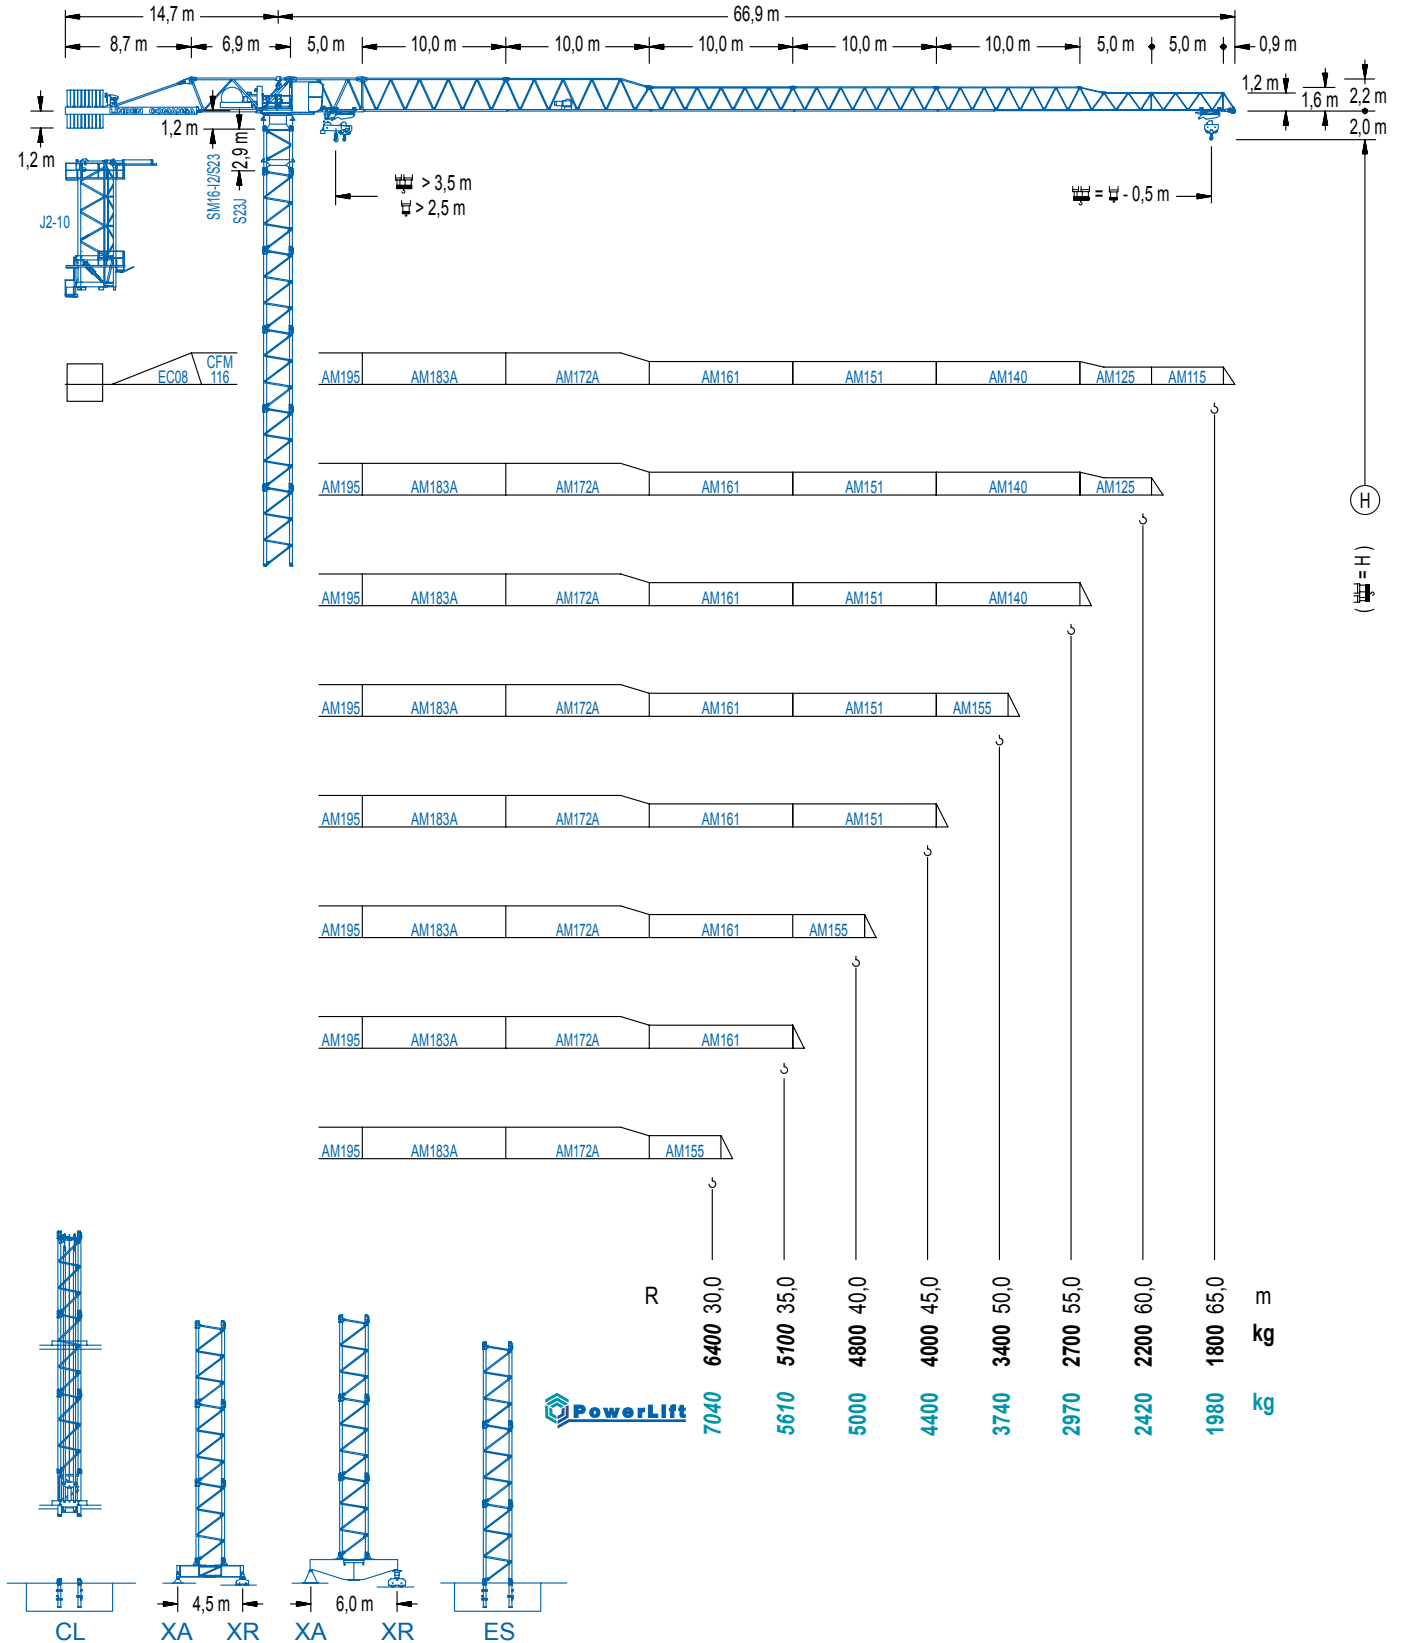 14,7 m 66,9 m
8,7 m 6,9 m 5,0 m 10,0 m 10,0 m 10,0 m 10,0 m 10,0 m 5,0 m 5,0 m 0,9 m
LINDEN COMANSA
1,2 m 1,6 m 2,2 m
2,0 m
1,2 m
1,2 m
2,9 m
SM16-I2/S23
S23J
J2-10
> 3,5 m
> 2,5 m
= - 0,5 m
H
( = H )
EC08 CFM 116
AM195 AM183A AM172A AM161 AM151 AM140 AM125 AM115
AM195 AM183A AM172A AM161 AM151 AM140 AM125
AM195 AM183A AM172A AM161 AM151 AM140
AM195 AM183A AM172A AM161 AM151 AM155
AM195 AM183A AM172A AM161 AM151
AM195 AM183A AM172A AM161 AM155
AM195 AM183A AM172A AM161
AM195 AM183A AM172A AM155
R 30,0 35,0 40,0 45,0 50,0 55,0 60,0 65,0 m
6400 5100 4800 4000 3400 2700 2200 1800 kg
PowerLift 7040 5610 5000 4400 3740 2970 2420 1980 kg
4,5 m 6,0 m
CL XA XR XA XR ES